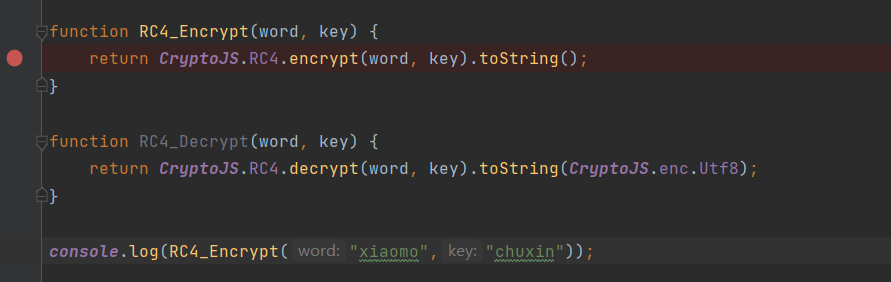 function RC4_Encrypt(word, key) {
    return CryptoJS.RC4.encrypt(word, key).toString();
}
function RC4_Decrypt(word, key) {
    return CryptoJS.RC4.decrypt(word, key).toString(CryptoJS.enc.Utf8);
}
console.log(RC4_Encrypt( word: "xiaomo", key: "chuxin"));